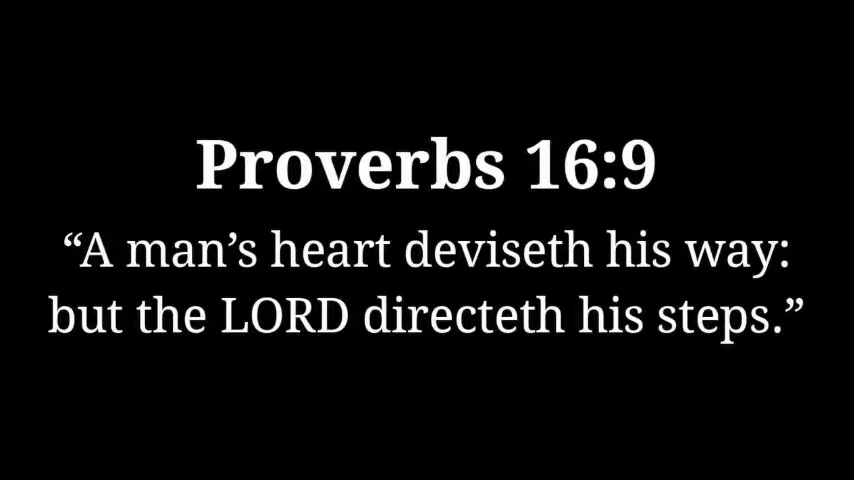 Proverbs 16:9
“A man’s heart deviseth his way:
but the LORD directeth his steps.”